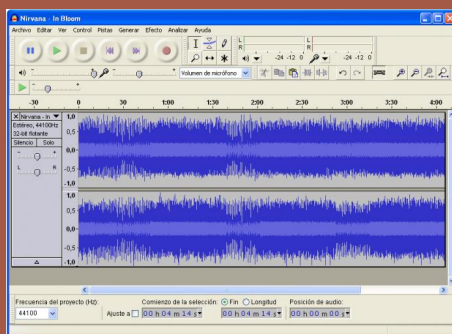 Nirvana - In Bloom
Archivo Editar Ver Control Pistas Generar Efecto Analizar Ayuda
L
R
-24 -12 0
L
R
-24 -12 0
Volumen de micrófono
-30 0 30 1:00 1:30 2:00 2:30 3:00 3:30 4:00
X Nirvana - In
Estéreo, 44100Hz
32-bit flotante
Silencio Solo
- +
L R
1,0
0,5
0,0
-0,5
-1,0
1,0
0,5
0,0
-0,5
-1,0
Frecuencia del proyecto (Hz): Comienzo de la selección: Fin Longitud Posición de audio:
44100 Ajuste a 00 h 04 m 14 s 00 h 04 m 14 s 00 h 00 m 00 s